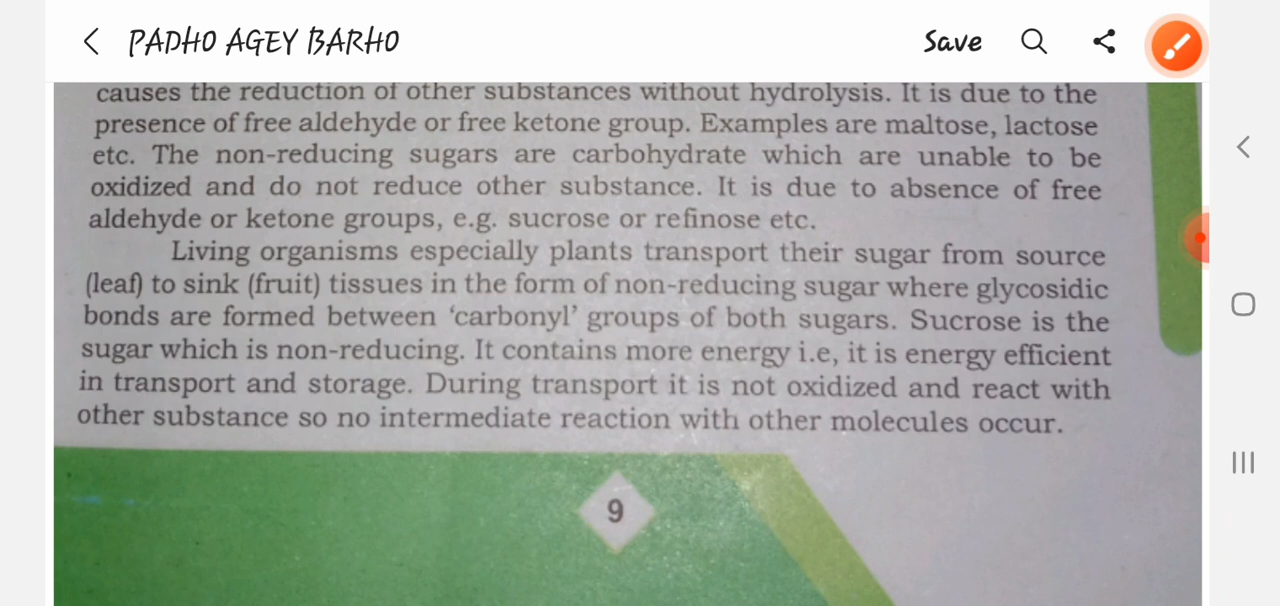 PADHO AGEY BARHO
Save
causes the reduction of other substances without hydrolysis. It is due to the
presence of free aldehyde or free ketone group. Examples are maltose, lactose
etc. The non-reducing sugars are carbohydrate which are unable to be
oxidized and do not reduce other substance. It is due to absence of free
aldehyde or ketone groups, e.g. sucrose or refinose etc.
Living organisms especially plants transport their sugar from source
(leaf) to sink (fruit) tissues in the form of non-reducing sugar where glycosidic
bonds are formed between ‘carbonyl’ groups of both sugars. Sucrose is the
sugar which is non-reducing. It contains more energy i.e, it is energy efficient
in transport and storage. During transport it is not oxidized and react with
other substance so no intermediate reaction with other molecules occur.
9